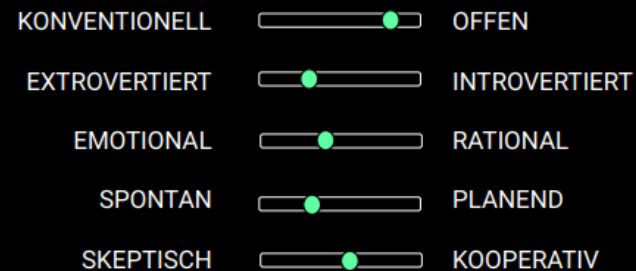 KONVENTIONELL OFFEN
EXTROVERTIERT INTROVERTIERT
EMOTIONAL RATIONAL
SPONTAN PLANEND
SKEPTISCH KOOPERATIV